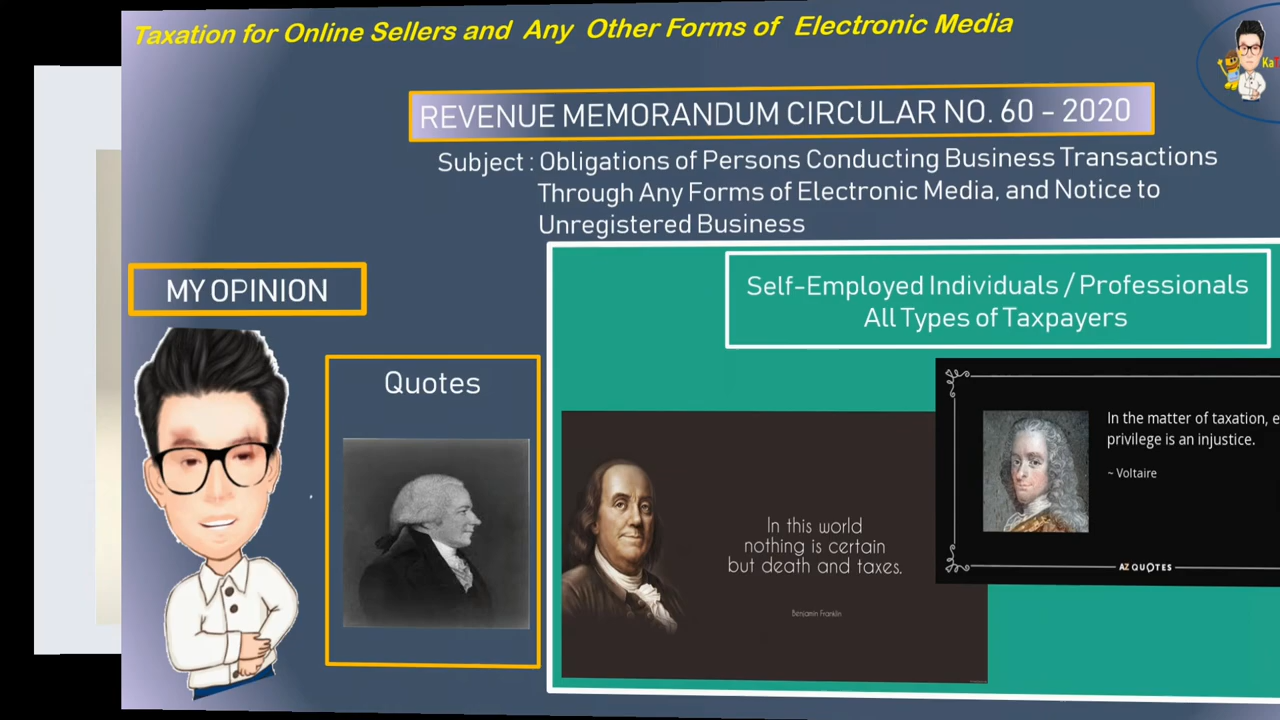 Taxation for Online Sellers and Any Other Forms of Electronic Media
REVENUE MEMORANDUM CIRCULAR NO. 60 - 2020
Subject : Obligations of Persons Conducting Business Transactions
Through Any Forms of Electronic Media, and Notice to
Unregistered Business
MY OPINION
Self-Employed Individuals / Professionals
All Types of Taxpayers
Quotes
In this world
nothing is certain
but death and taxes.
Benjamin Franklin
In the matter of taxation,
privilege is an injustice.
~ Voltaire
AZ QUOTES